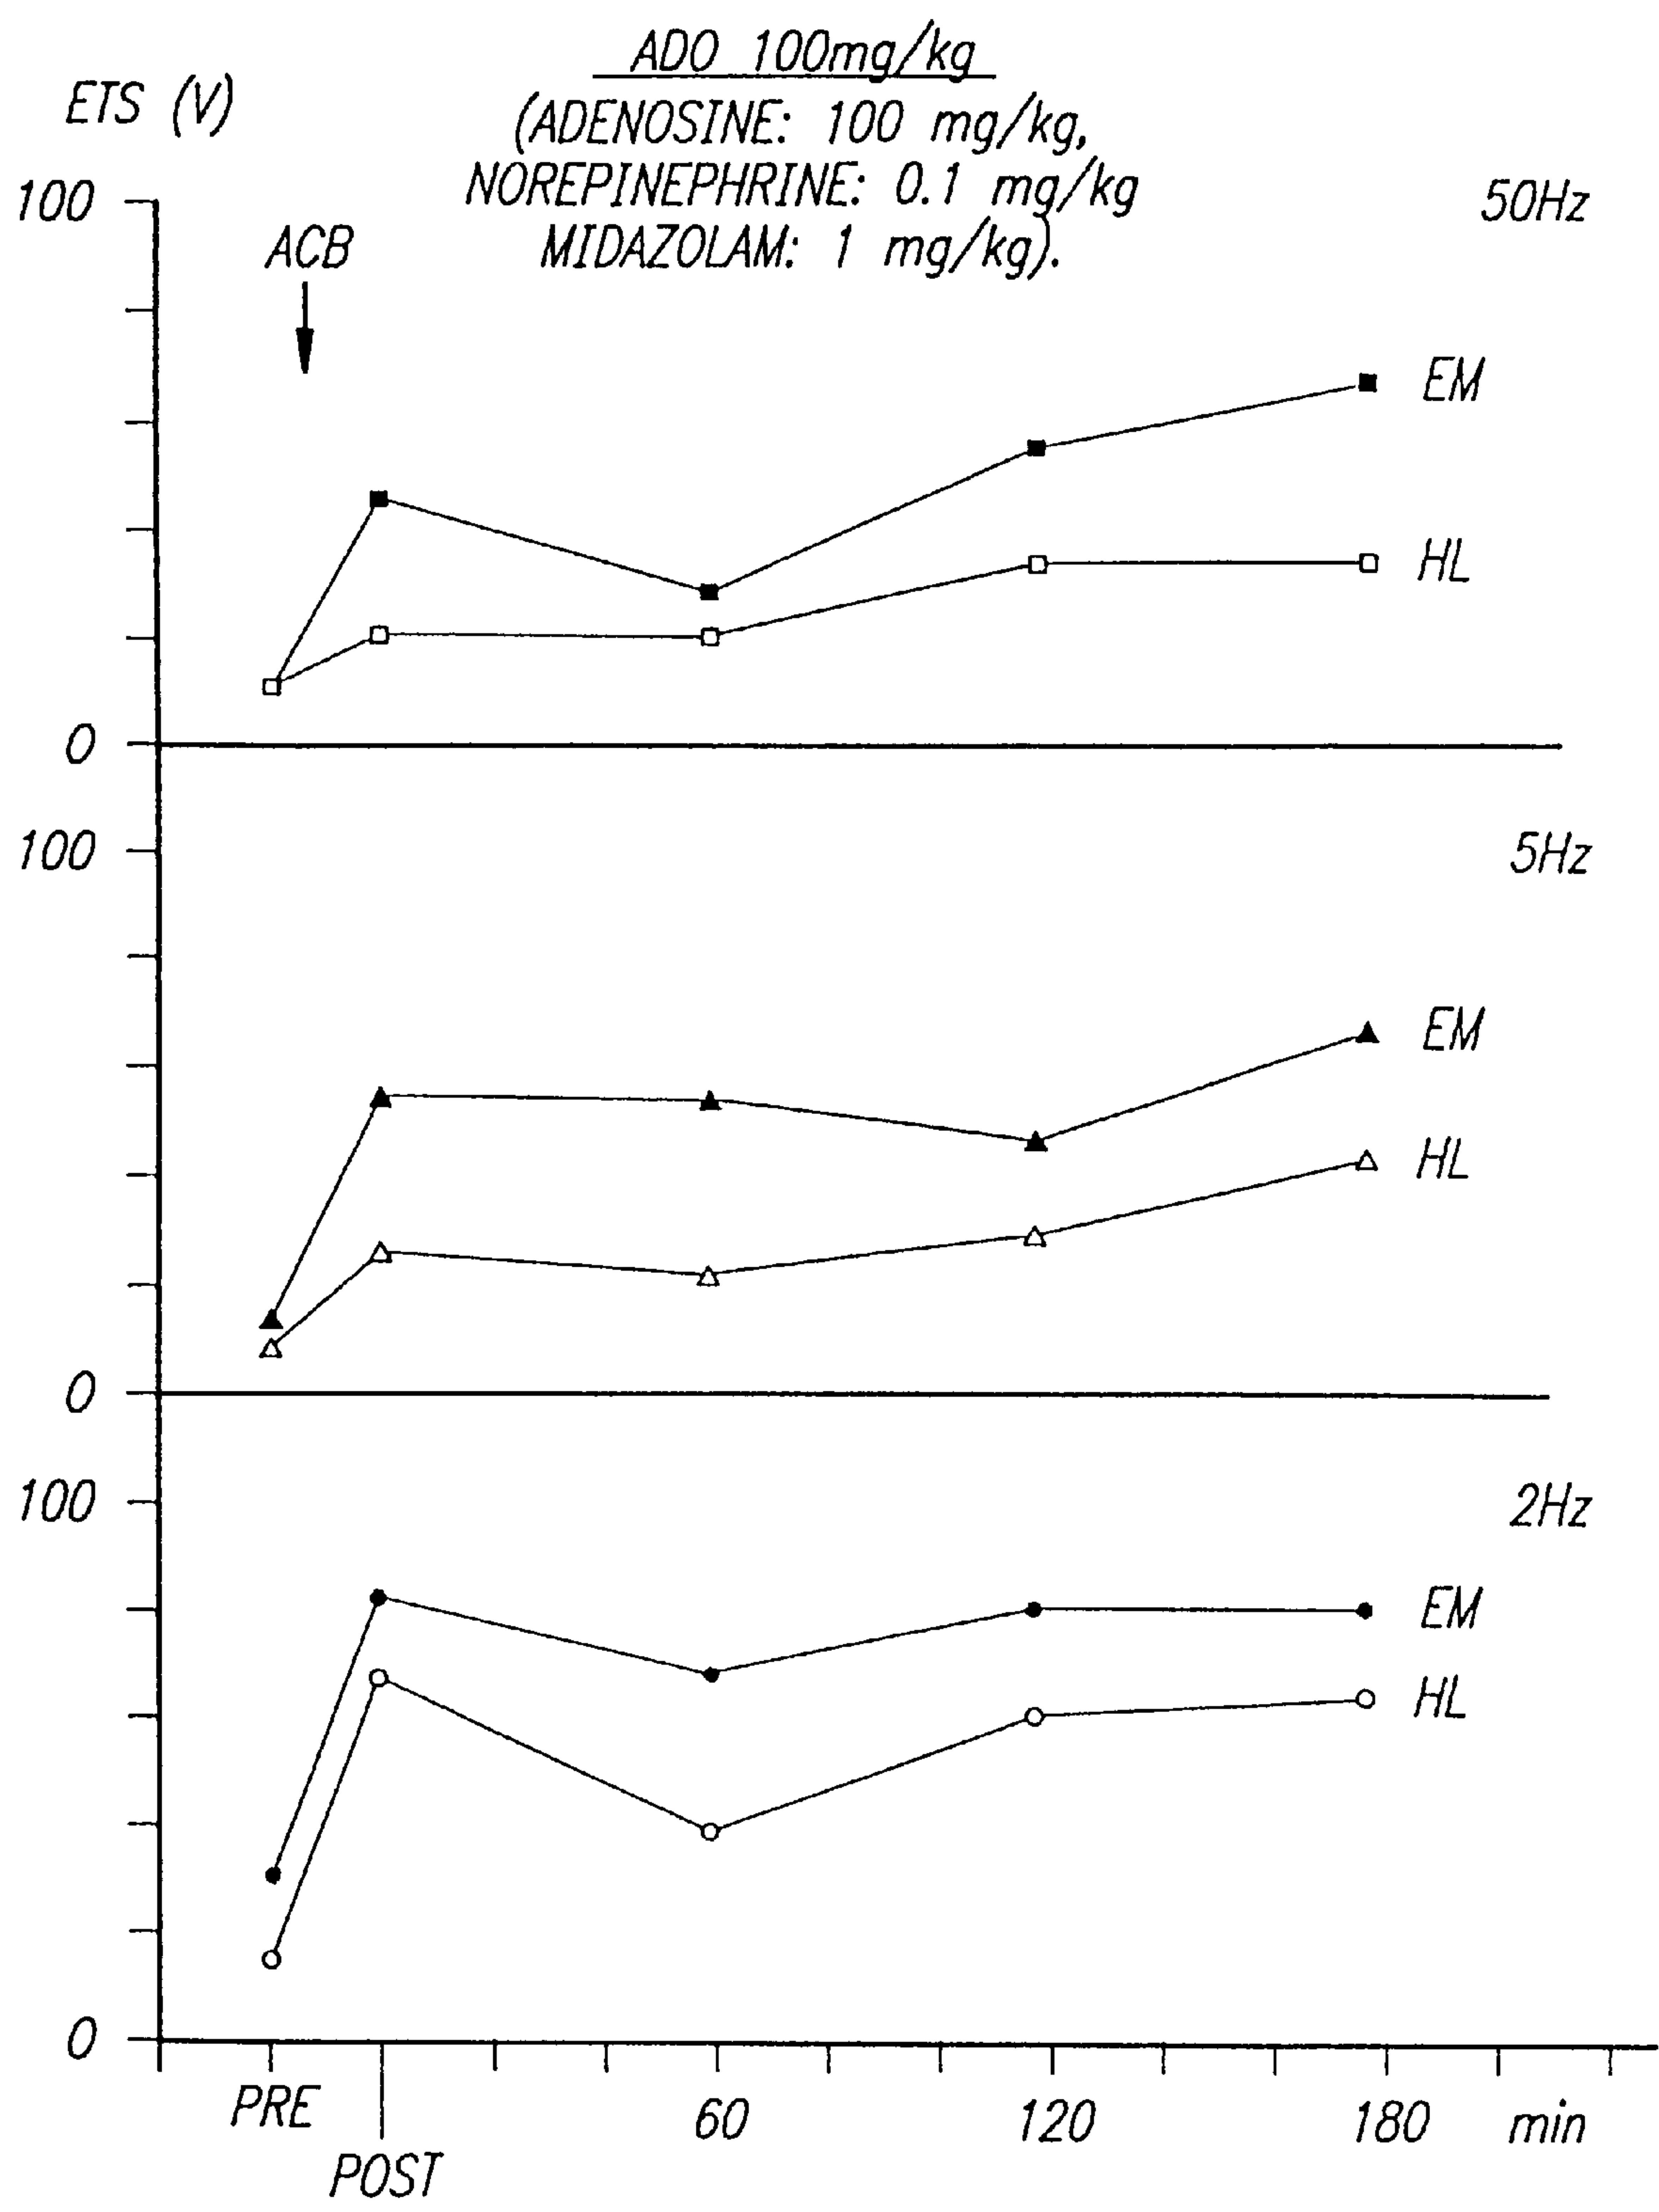 ADO 100mg/kg
ETS (V)
(ADENOSINE: 100 mg/kg,
NOREPINEPHRINE: 0.1 mg/kg
MIDAZOLAM: 1 mg/kg).
100
50Hz
ACB
EM
HL
0
100
5Hz
EM
HL
0
100
2Hz
EM
HL
0
PRE
POST
60
120
180
min